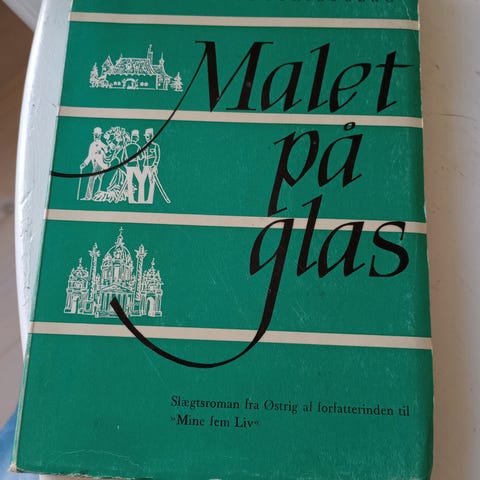 Malet
på
glas
Slægtsroman fra Østrig af forfatterinden til
»Mine fem Liv«